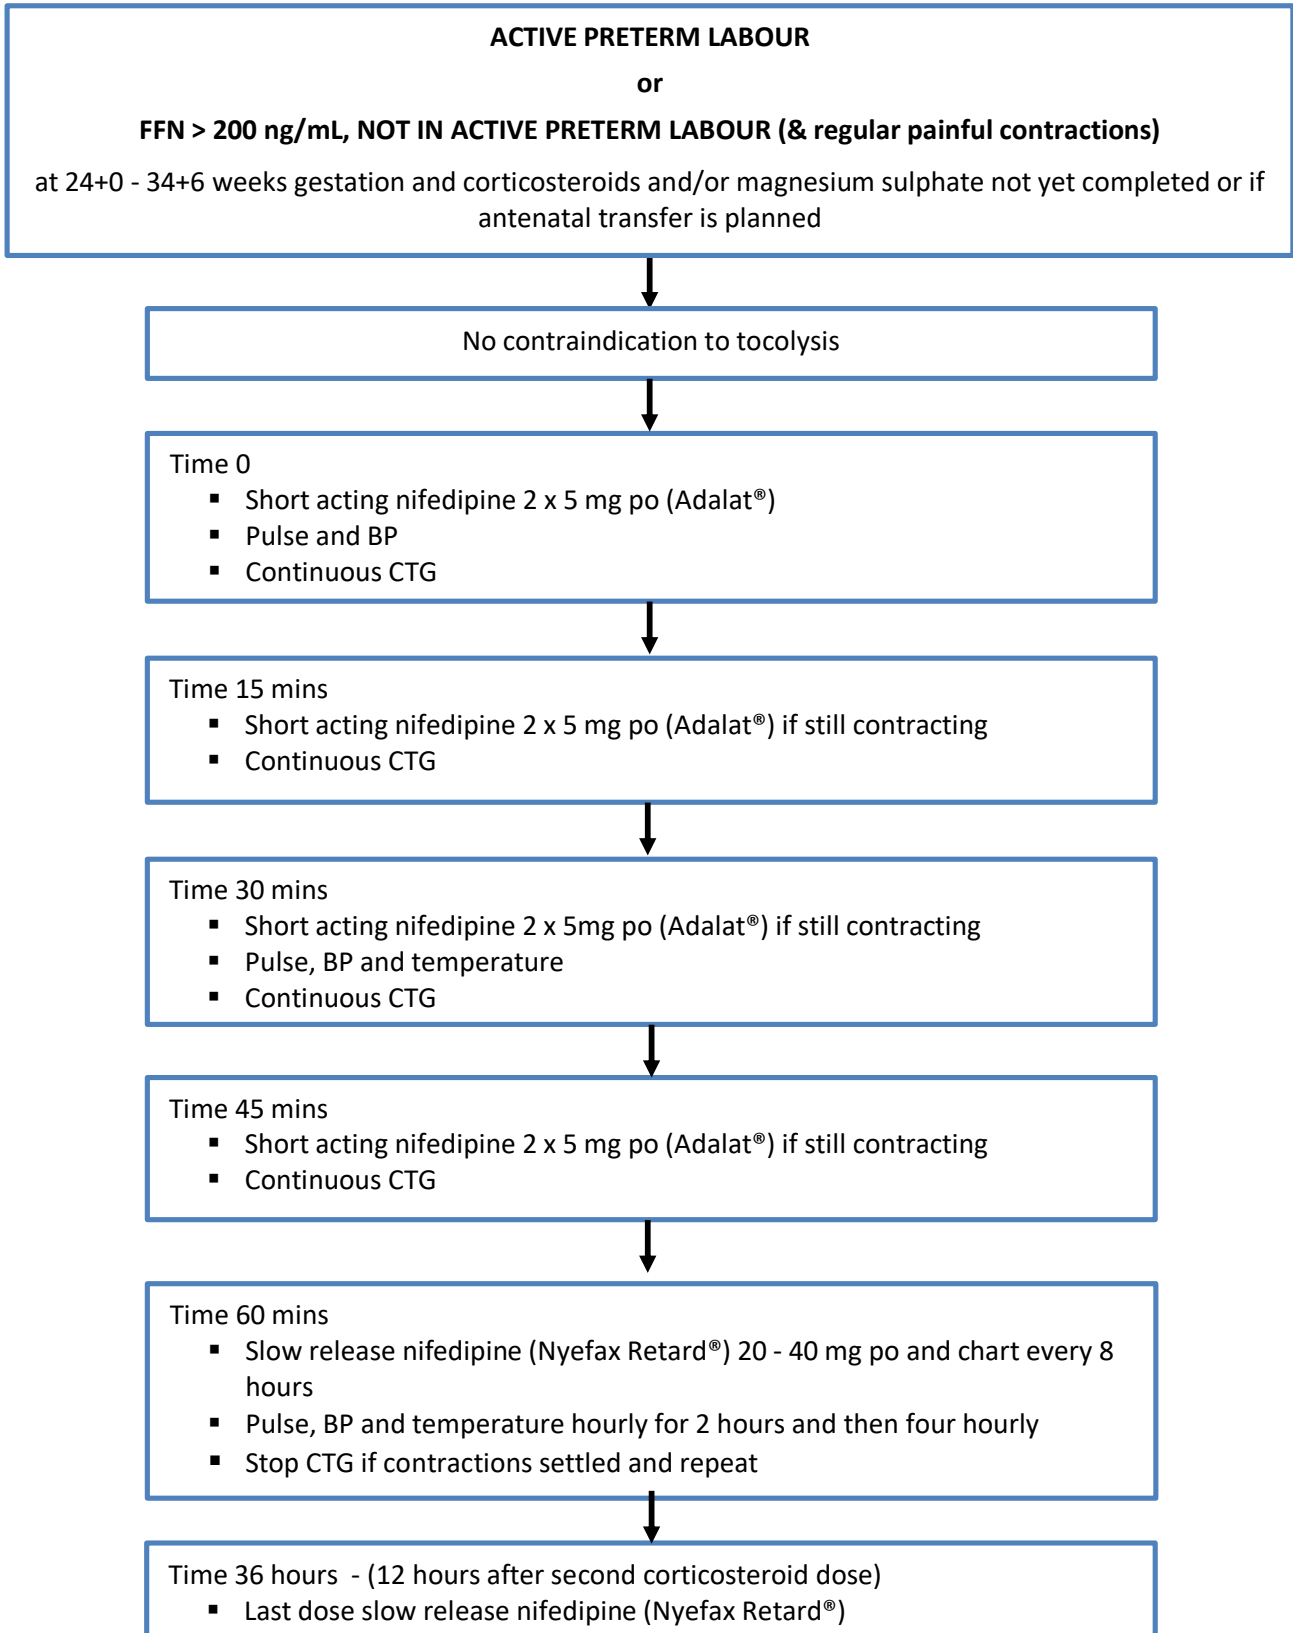 ACTIVE PRETERM LABOUR
or
FFN > 200 ng/mL, NOT IN ACTIVE PRETERM LABOUR (& regular painful contractions)
at 24+0 - 34+6 weeks gestation and corticosteroids and/or magnesium sulphate not yet completed or if
antenatal transfer is planned
No contraindication to tocolysis
Time 0
▪ Short acting nifedipine 2 x 5 mg po (Adalat®)
▪ Pulse and BP
▪ Continuous CTG
Time 15 mins
▪ Short acting nifedipine 2 x 5 mg po (Adalat®) if still contracting
▪ Continuous CTG
Time 30 mins
▪ Short acting nifedipine 2 x 5mg po (Adalat®) if still contracting
▪ Pulse, BP and temperature
▪ Continuous CTG
Time 45 mins
▪ Short acting nifedipine 2 x 5 mg po (Adalat®) if still contracting
▪ Continuous CTG
Time 60 mins
▪ Slow release nifedipine (Nyefax Retard®) 20 - 40 mg po and chart every 8
hours
▪ Pulse, BP and temperature hourly for 2 hours and then four hourly
▪ Stop CTG if contractions settled and repeat
Time 36 hours - (12 hours after second corticosteroid dose)
▪ Last dose slow release nifedipine (Nyefax Retard®)